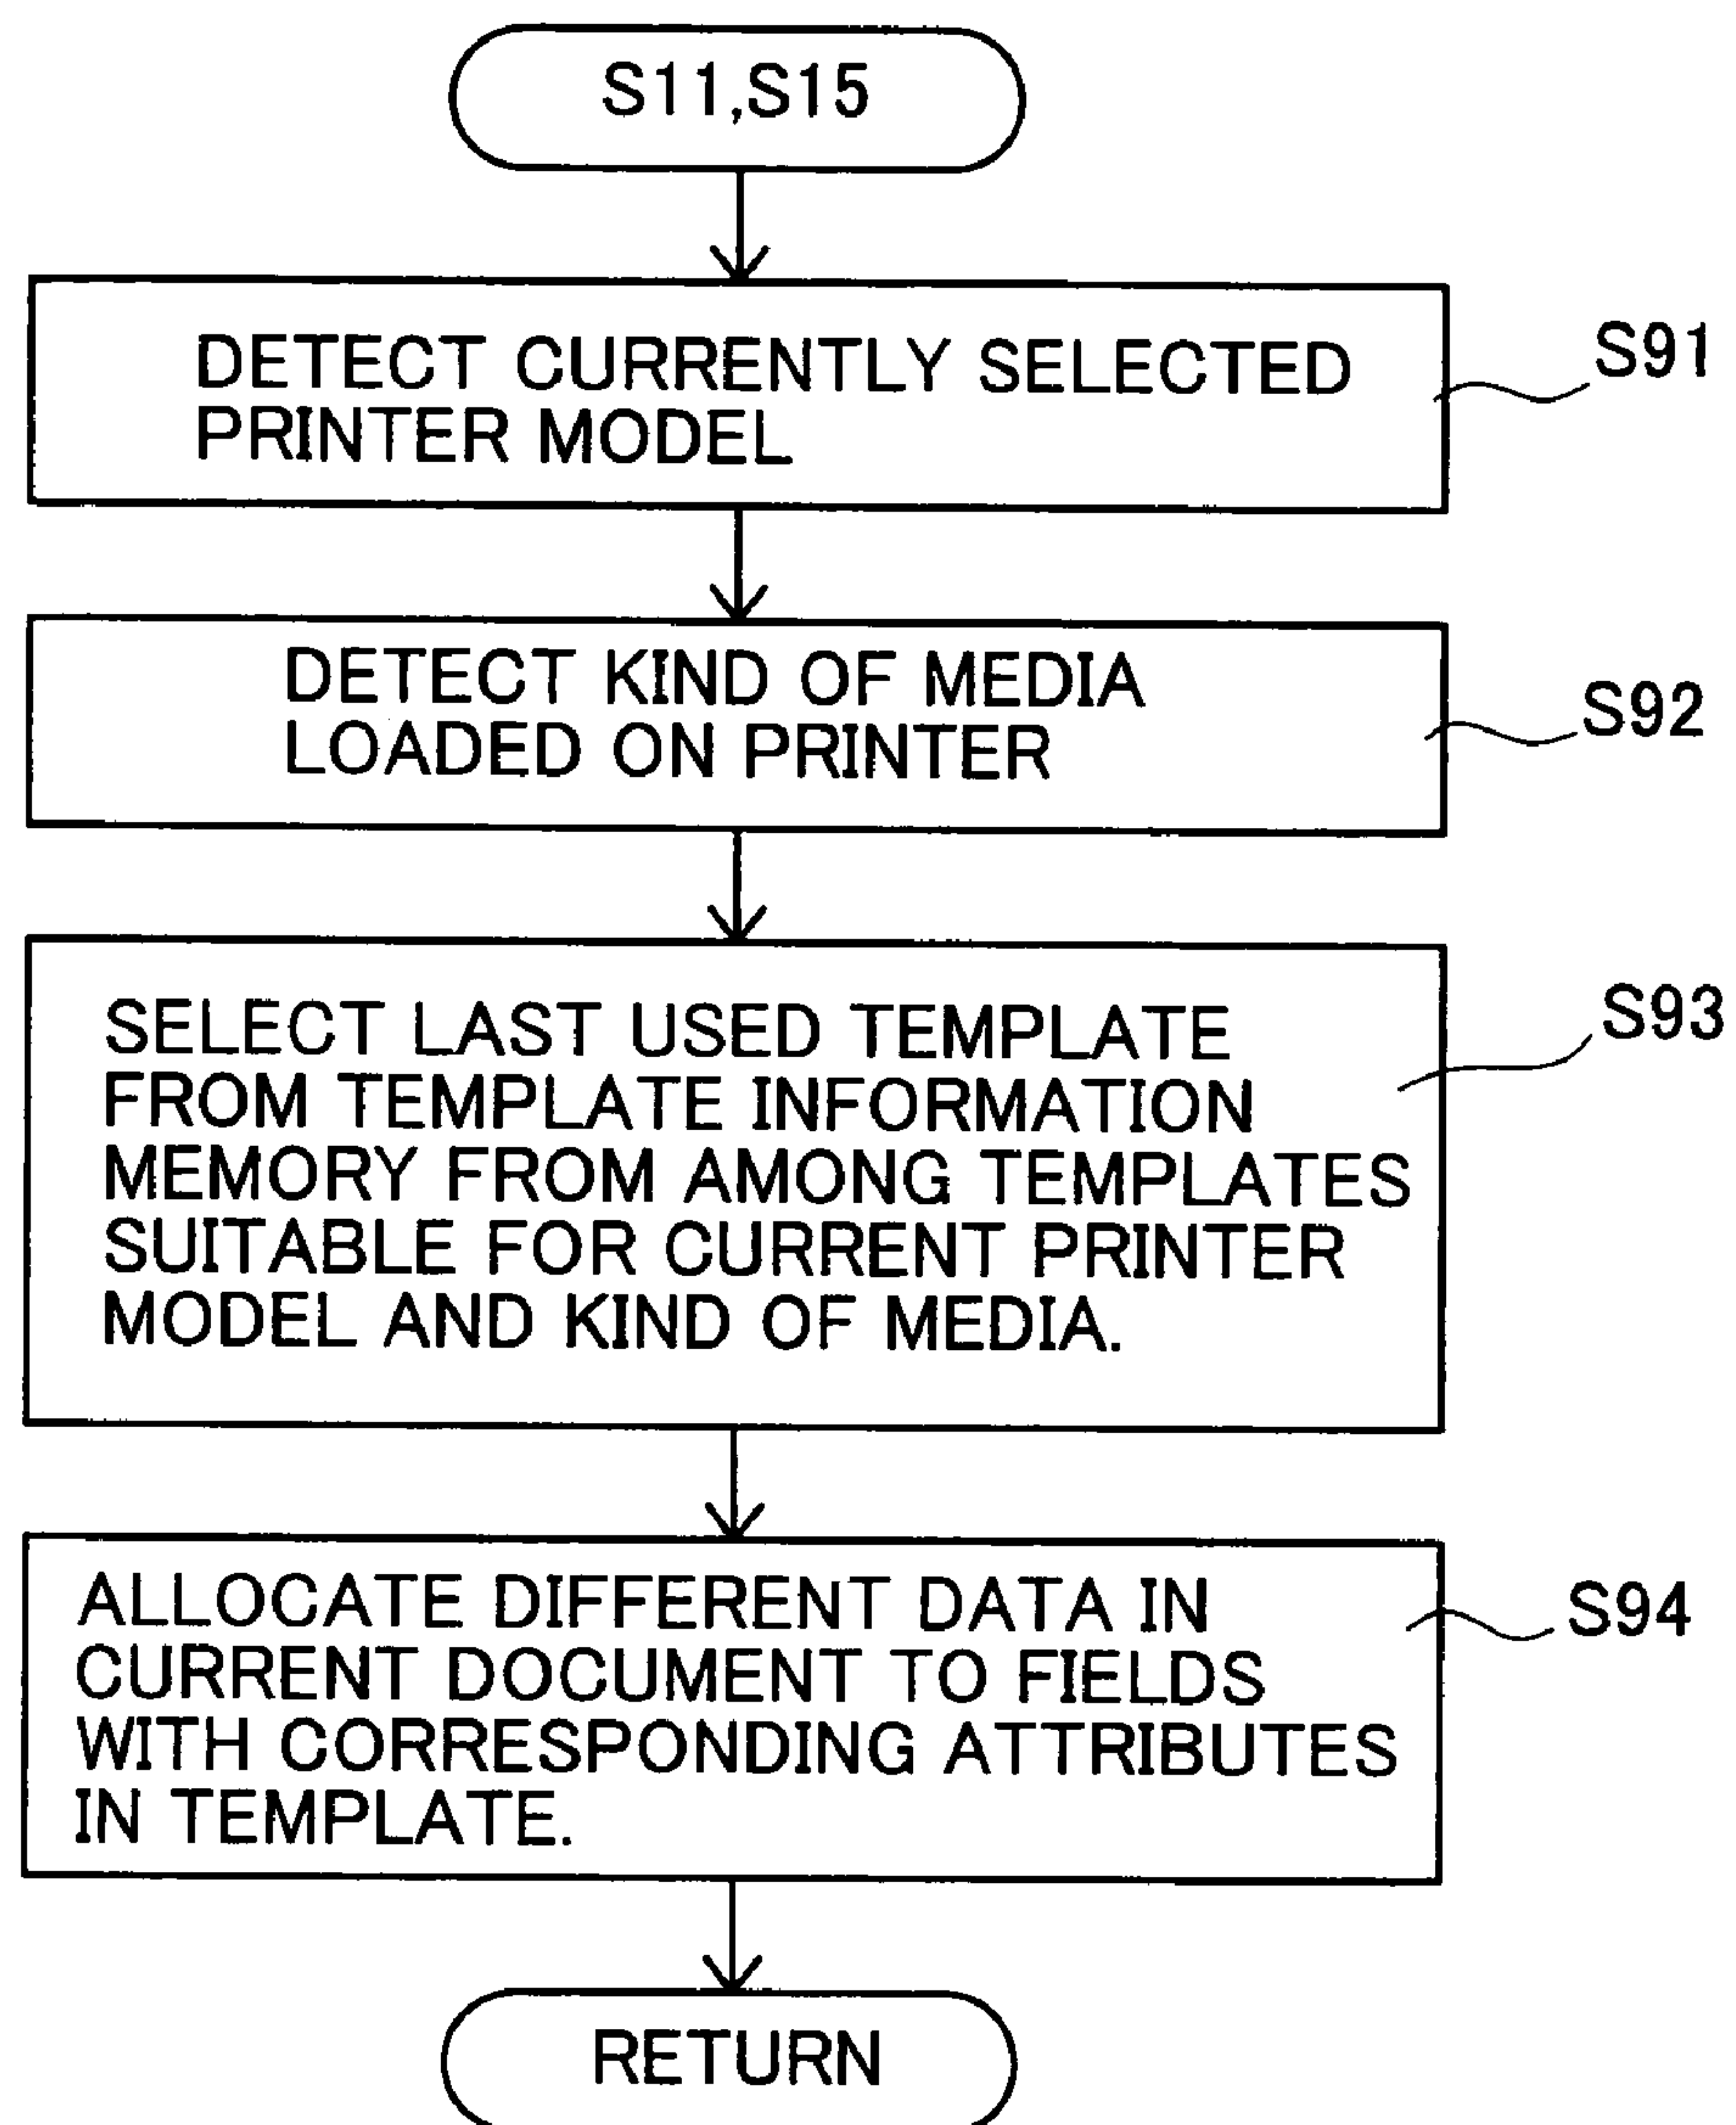 S11,S15
DETECT CURRENTLY SELECTED
PRINTER MODEL
S91
DETECT KIND OF MEDIA
LOADED ON PRINTER
S92
SELECT LAST USED TEMPLATE
FROM TEMPLATE INFORMATION
MEMORY FROM AMONG TEMPLATES
SUITABLE FOR CURRENT PRINTER
MODEL AND KIND OF MEDIA.
S93
ALLOCATE DIFFERENT DATA IN
CURRENT DOCUMENT TO FIELDS
WITH CORRESPONDING ATTRIBUTES
IN TEMPLATE.
S94
RETURN